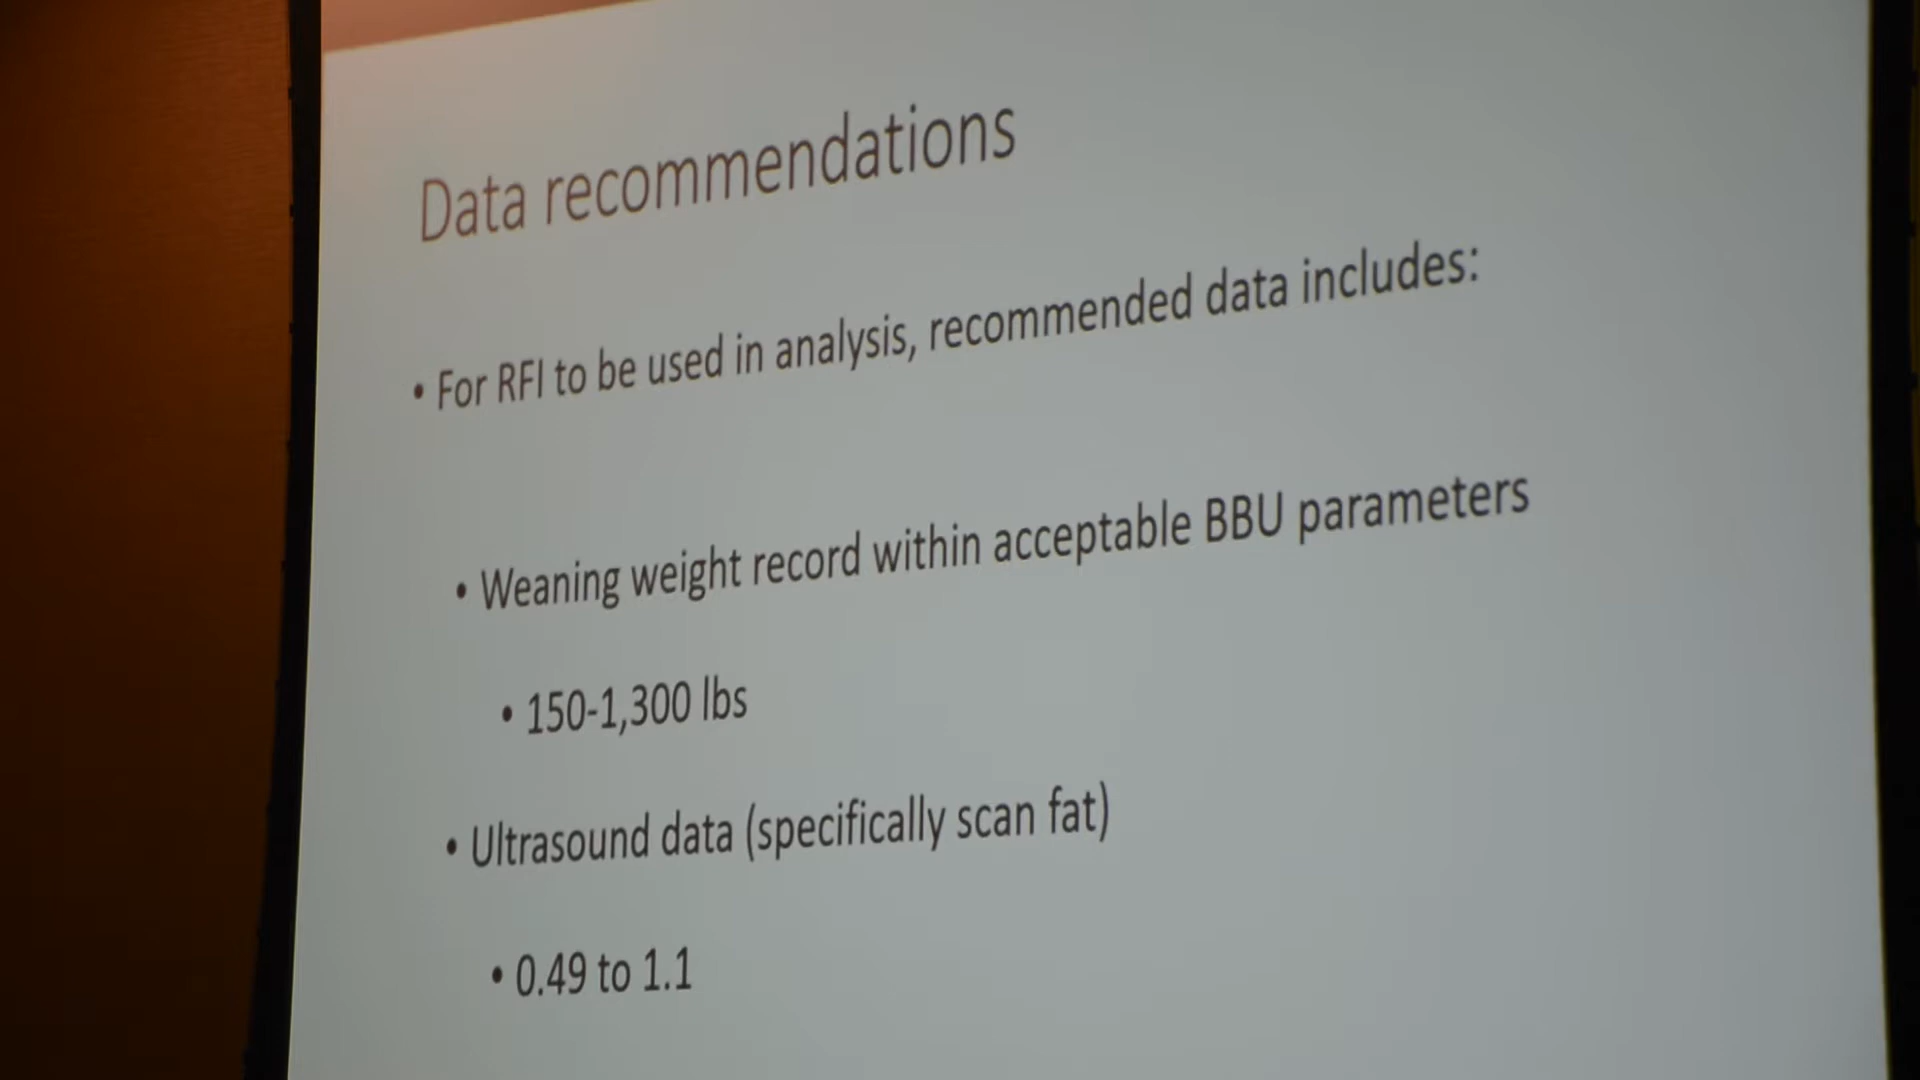 Data recommendations
• For RFI to be used in analysis, recommended data includes:
• Weaning weight record within acceptable BBU parameters
• 150-1,300 lbs
• Ultrasound data (specifically scan fat)
• 0.49 to 1.1